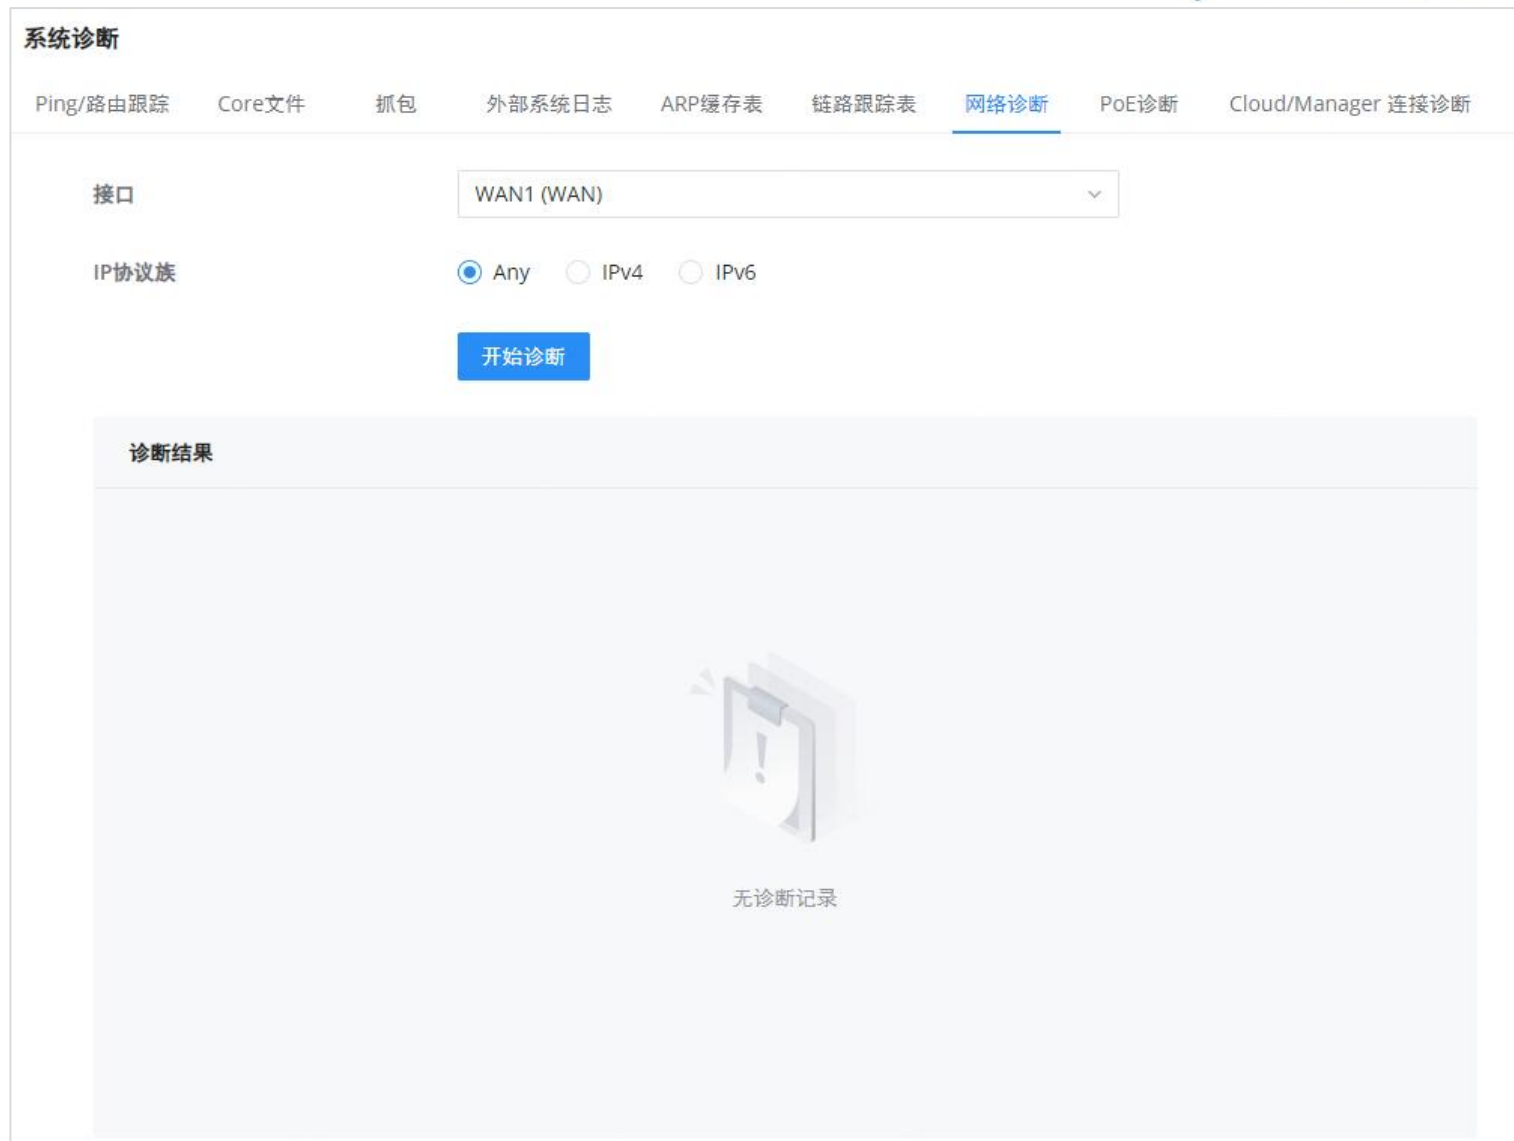 系统诊断
Ping/路由跟踪 Core文件 抓包 外部系统日志 ARP缓存表 链路跟踪表 网络诊断 PoE诊断 Cloud/Manager 连接诊断
接口 WAN1 (WAN)
IP协议族 Any IPv4 IPv6
开始诊断
诊断结果
无诊断记录